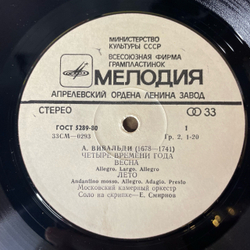 МИНИСТЕРСТВО
КУЛЬТУРЫ СССР
ВСЕСОЮЗНАЯ ФИРМА
ГРАМПЛАСТИНОК
МЕЛОДИЯ
АПРЕЛЕВСКИЙ ОРДЕНА ЛЕНИНА ЗАВОД
СТЕРЕО 33
ГОСТ 5289-80 1
33СМ—0293 Гр. 2. 1-20
А. ВИВАЛЬДИ (1678—1741)
ЧЕТЫРЕ ВРЕМЕНИ ГОДА
ВЕСНА
Allegro, Largo, Allegro
ЛЕТО
Andantino mosso, Allegro, Adagio, Presto
Московский камерный оркестр
Соло на скрипке—Е. Смирнов